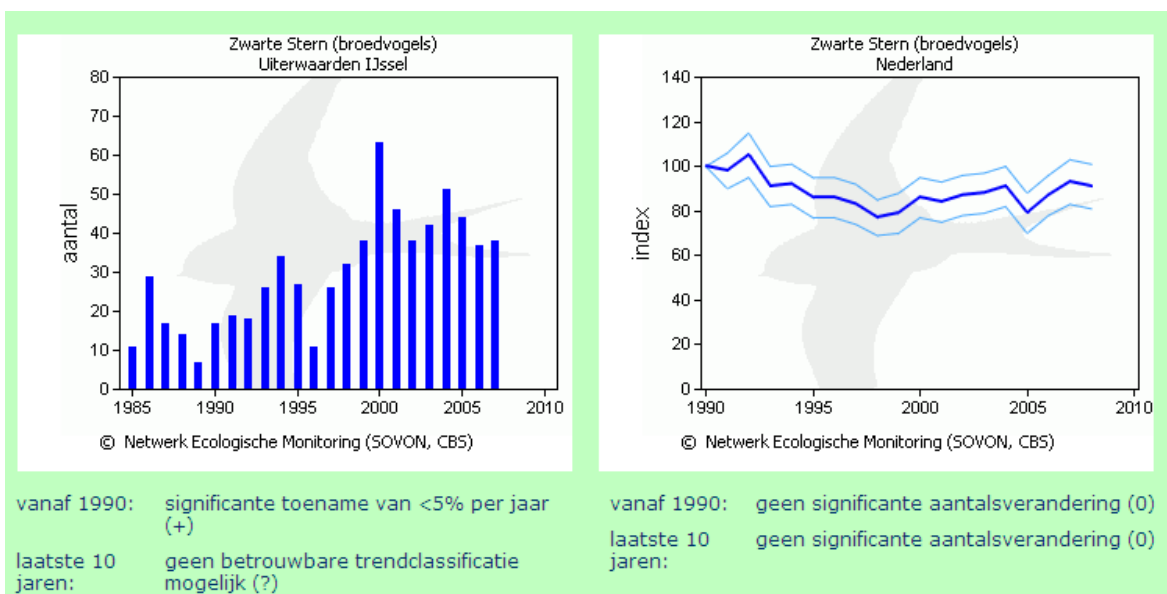 Zwarte Stern (broedvogels)
Uiterwaarden IJssel
80
70
60
50
40
30
20
10
0
aantal
1985 1990 1995 2000 2005 2010
© Netwerk Ecologische Monitoring (SOVON, CBS)
vanaf 1990: significante toename van <5% per jaar
(+)
laatste 10 geen betrouwbare trendclassificatie
jaren: mogelijk (?)
Zwarte Stern (broedvogels)
Nederland
140
120
100
80
60
40
20
0
index
1990 1995 2000 2005 2010
© Netwerk Ecologische Monitoring (SOVON, CBS)
vanaf 1990: geen significante aantalsverandering (0)
laatste 10 geen significante aantalsverandering (0)
jaren: